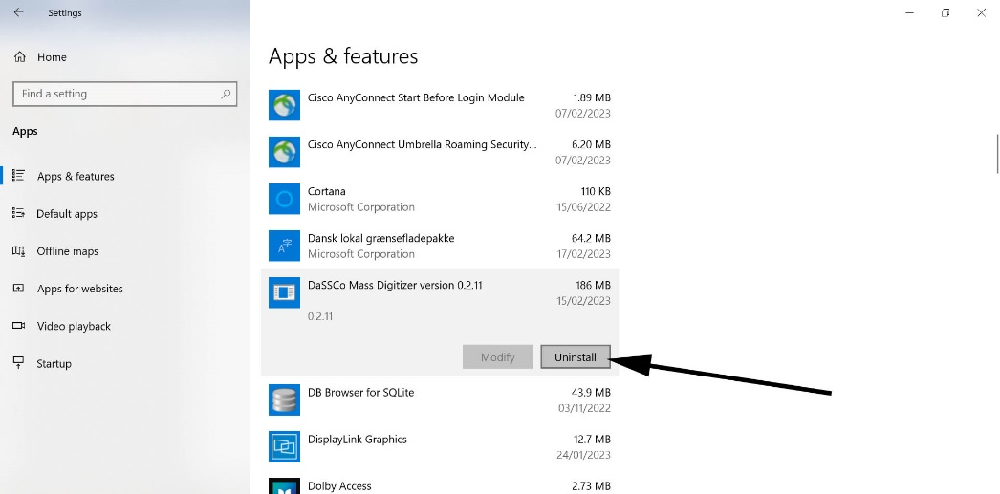 Settings
Home
Find a setting
Apps
Apps & features
Default apps
Offline maps
Apps for websites
Video playback
Startup
Apps & features
Cisco AnyConnect Start Before Login Module 1.89 MB
07/02/2023
Cisco AnyConnect Umbrella Roaming Security... 6.20 MB
07/02/2023
Cortana 110 KB
Microsoft Corporation 15/06/2022
Dansk lokal grænsefladepakke 64.2 MB
Microsoft Corporation 17/02/2023
DaSSCo Mass Digitizer version 0.2.11 186 MB
15/02/2023
0.2.11
Modify Uninstall
DB Browser for SQLite 43.9 MB
03/11/2022
DisplayLink Graphics 12.7 MB
24/01/2023
Dolby Access 2.73 MB